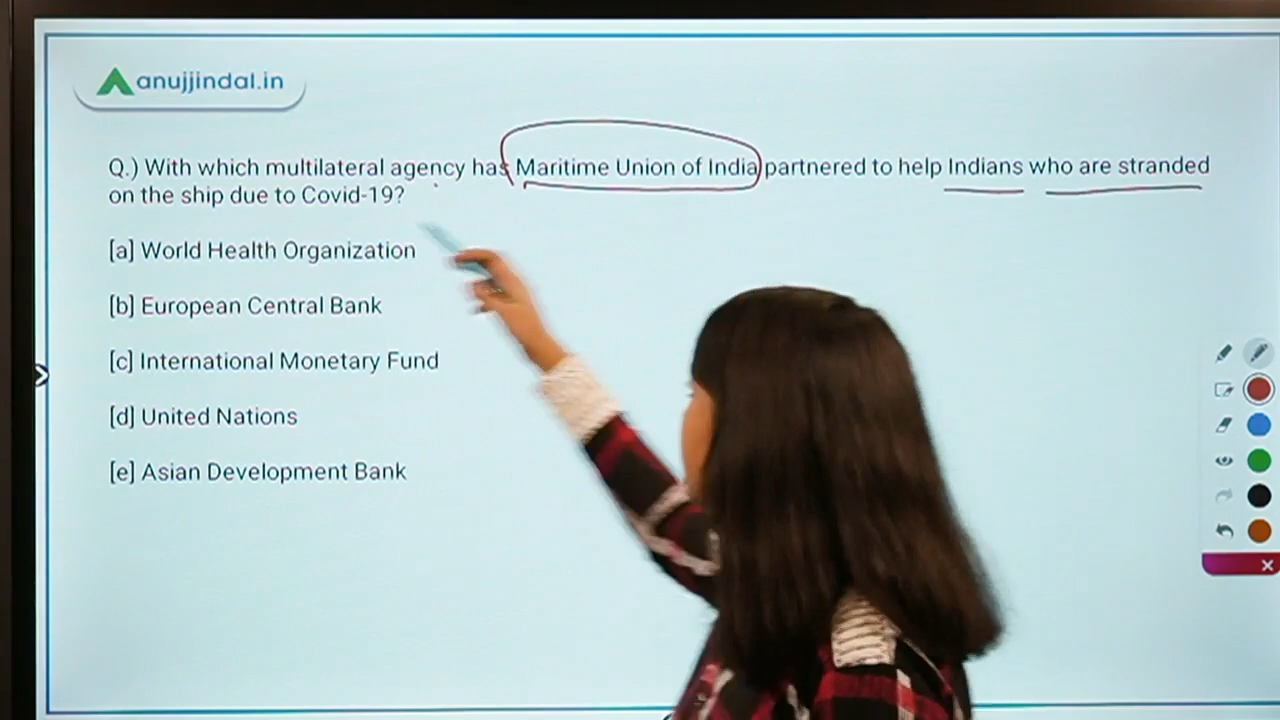 anujjindal.in
Q.) With which multilateral agency has Maritime Union of India partnered to help Indians who are stranded
on the ship due to Covid-19?
[a] World Health Organization
[b] European Central Bank
[c] International Monetary Fund
[d] United Nations
[e] Asian Development Bank